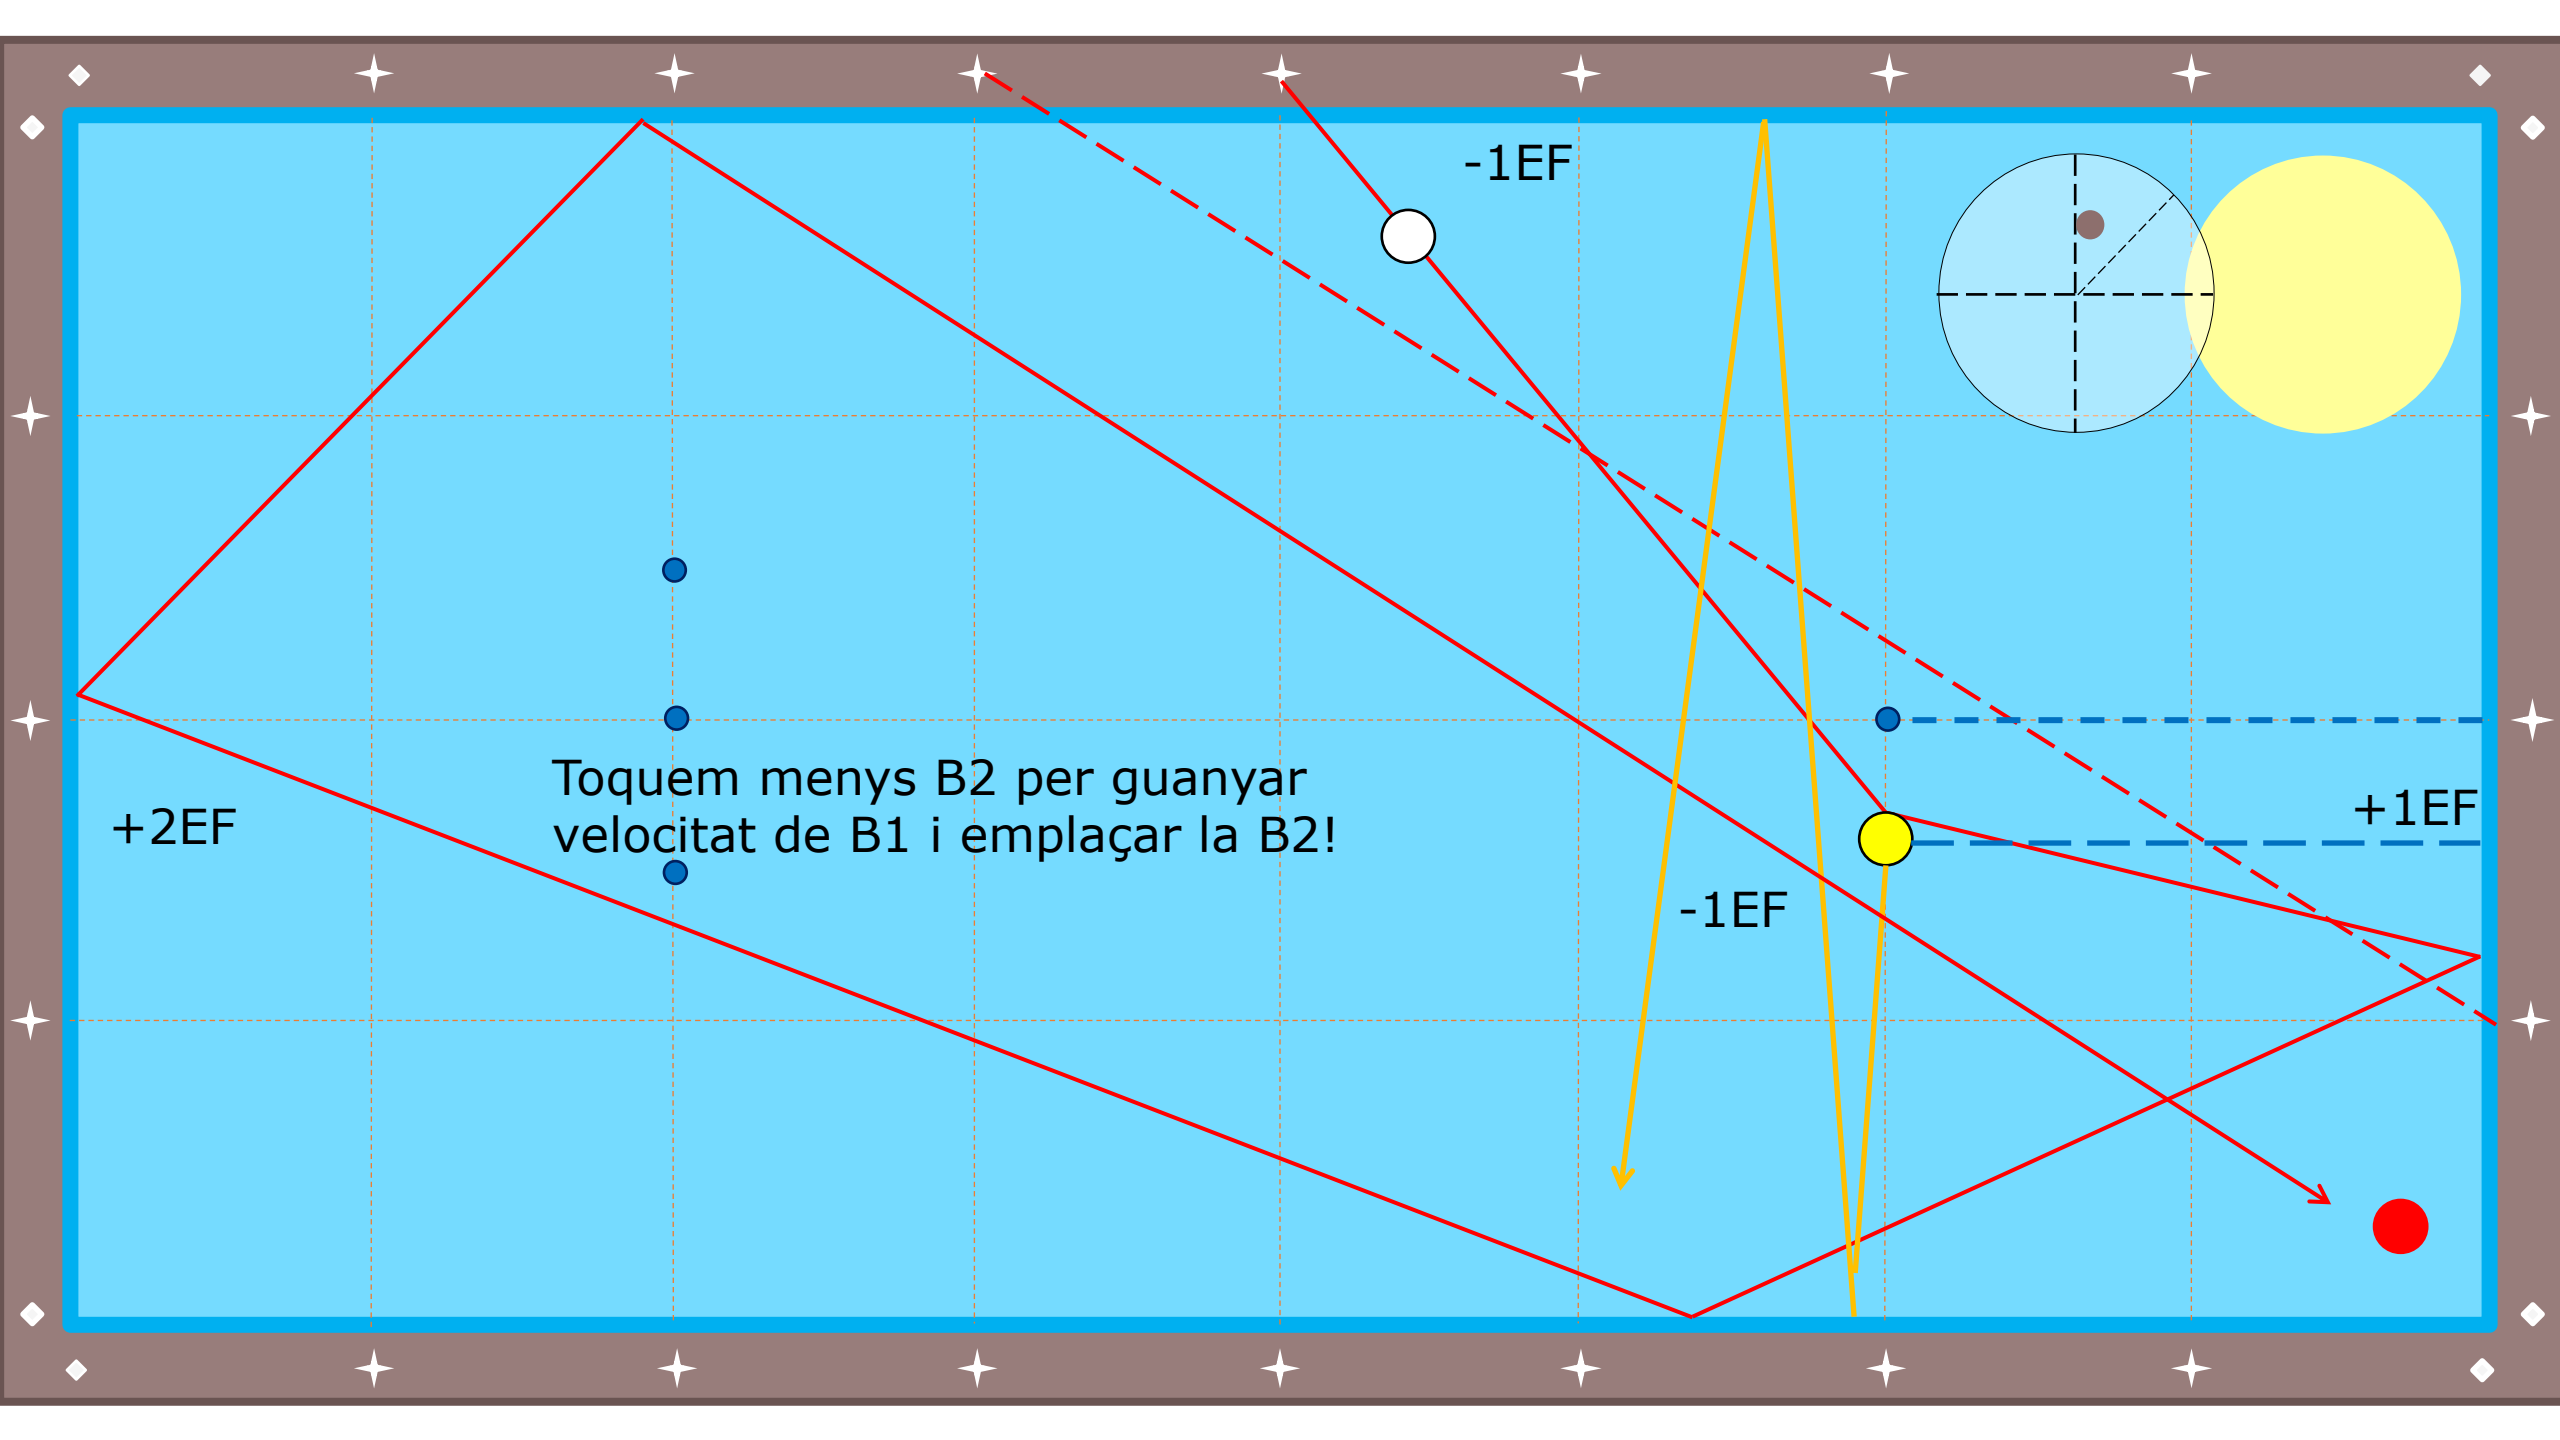 -1EF
Toquem menys B2 per guanyar
velocitat de B1 i emplaçar la B2!
+1EF
+2EF
-1EF